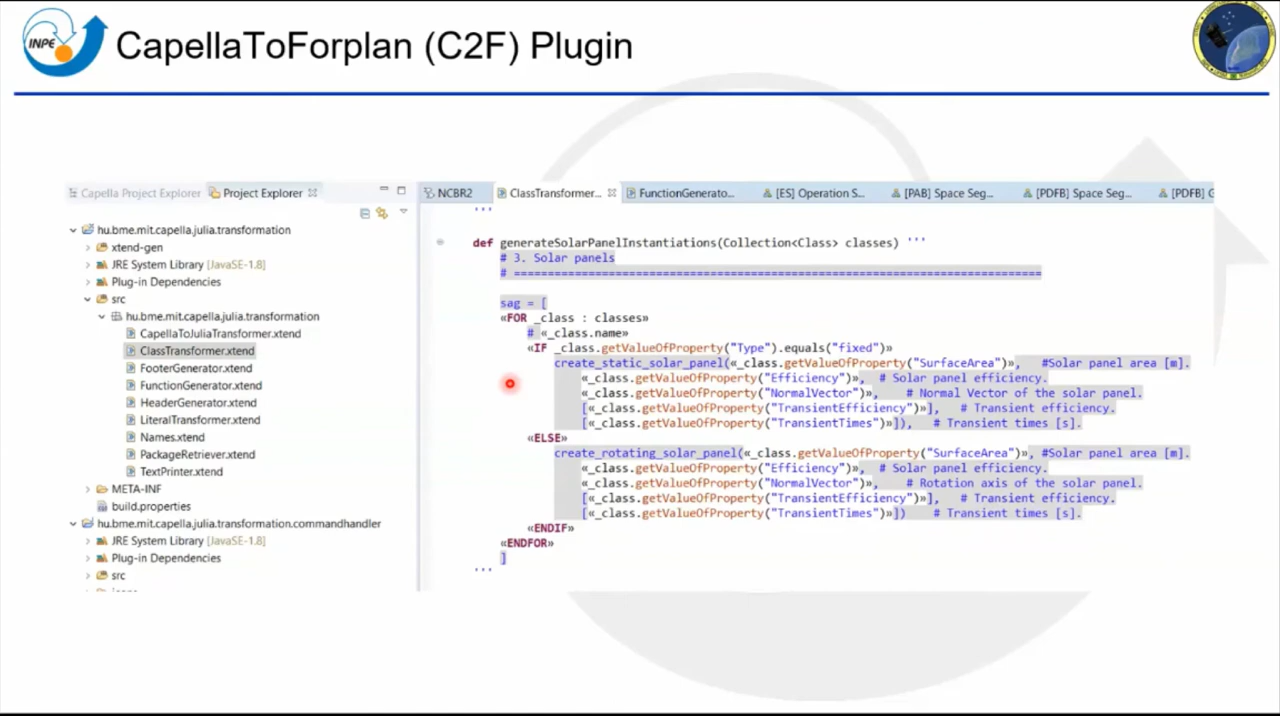 INPE
CapellaToForplan (C2F) Plugin
Capella Project Explorer
Project Explorer
hu.bme.mit.capella.julia.transformation
xtend-gen
JRE System Library [JavaSE-1.8]
Plug-in Dependencies
src
hu.bme.mit.capella.julia.transformation
CapellaToJuliaTransformer.xtend
ClassTransformer.xtend
FooterGenerator.xtend
FunctionGenerator.xtend
HeaderGenerator.xtend
LiteralTransformer.xtend
Names.xtend
PackageRetriever.xtend
TextPrinter.xtend
META-INF
build.properties
hu.bme.mit.capella.julia.transformation.commandhandler
JRE System Library [JavaSE-1.8]
Plug-in Dependencies
src
NCBR2
ClassTransformer...
FunctionGenerato...
[ES] Operation S...
[PAB] Space Seg...
[PDFB] Space Seg...
[PDFB] G
'''
def generateSolarPanelInstantiations(Collection<Class> classes) '''
# 3. Solar panels
# ==============================================================================
sag = [
«FOR _class : classes»
# «_class.name»
«IF _class.getValueOfProperty("Type").equals("fixed")»
create_static_solar_panel(«_class.getValueOfProperty("SurfaceArea")», #Solar panel area [m].
«_class.getValueOfProperty("Efficiency")», # Solar panel efficiency.
«_class.getValueOfProperty("NormalVector")», # Normal Vector of the solar panel.
[«_class.getValueOfProperty("TransientEfficiency")»], # Transient efficiency.
[«_class.getValueOfProperty("TransientTimes")»]), # Transient times [s].
«ELSE»
create_rotating_solar_panel(«_class.getValueOfProperty("SurfaceArea")», #Solar panel area [m].
«_class.getValueOfProperty("Efficiency")», # Solar panel efficiency.
«_class.getValueOfProperty("NormalVector")», # Rotation axis of the solar panel.
[«_class.getValueOfProperty("TransientEfficiency")»], # Transient efficiency.
[«_class.getValueOfProperty("TransientTimes")»]) # Transient times [s].
«ENDIF»
«ENDFOR»
]
'''